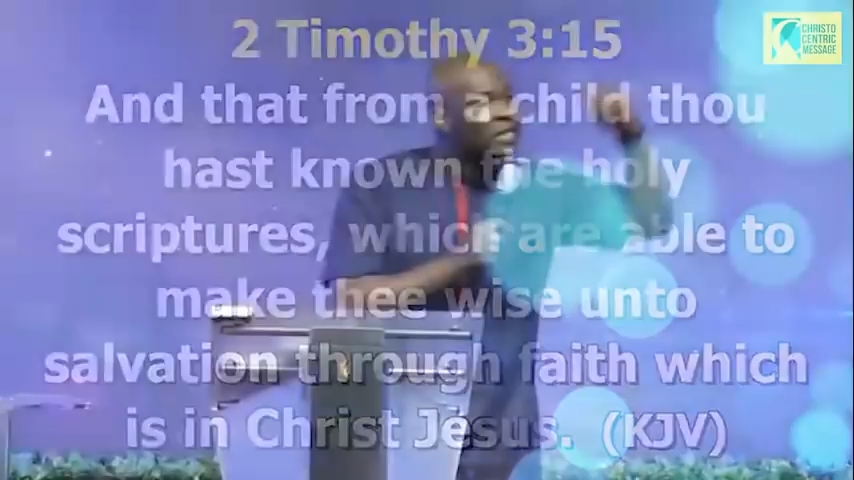 2 Timothy 3:15
And that from a child thou
hast known the holy
scriptures, which are able to
make thee wise unto
salvation through faith which
is in Christ Jesus. (KJV)
CHRISTO
CENTRIC
MESSAGE